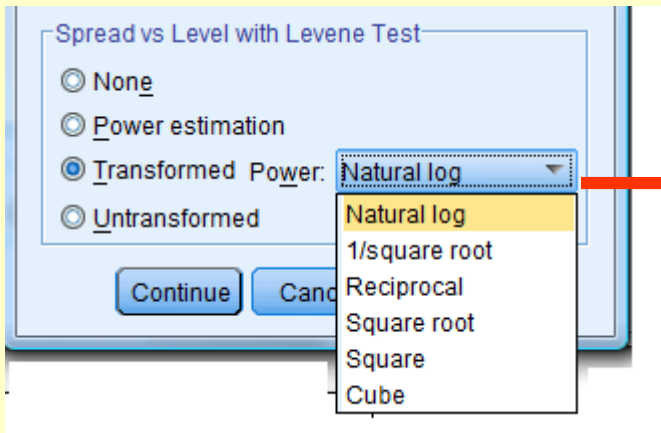 Spread vs Level with Levene Test
None
Power estimation
Transformed Power: Natural log
Untransformed
Natural log
1/square root
Reciprocal
Square root
Square
Cube
Continue Canc